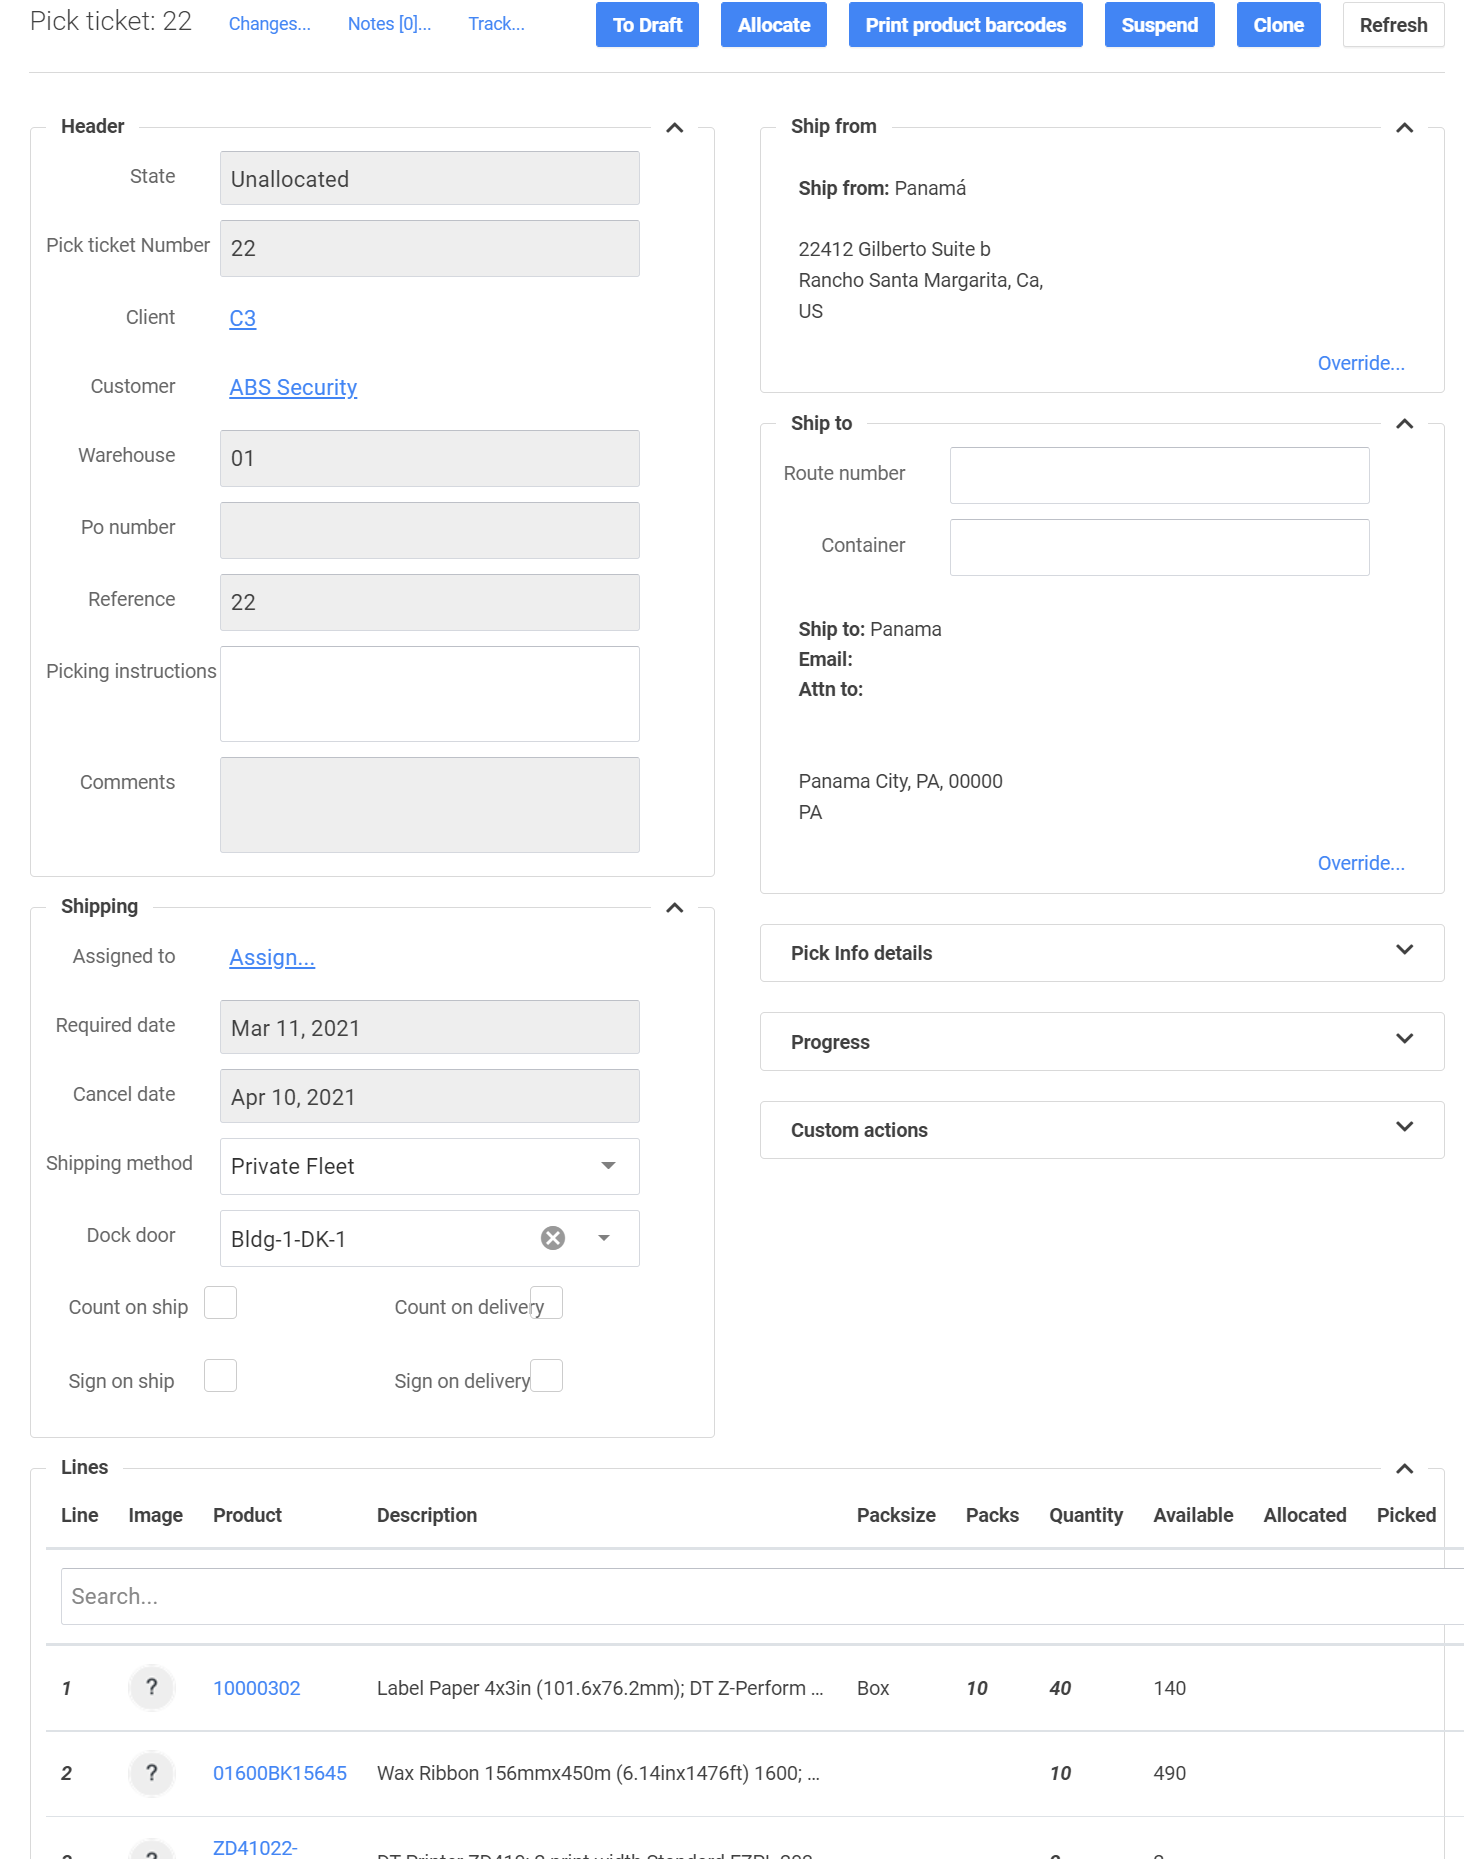 Pick ticket: 22 Changes... Notes [0]... Track... To Draft Allocate Print product barcodes Suspend Clone Refresh
Header
State Unallocated
Pick ticket Number 22
Client C3
Customer ABS Security
Warehouse 01
Po number
Reference 22
Picking instructions
Comments
Shipping
Assigned to Assign...
Required date Mar 11, 2021
Cancel date Apr 10, 2021
Shipping method Private Fleet
Dock door Bldg-1-DK-1
Count on ship Count on delivery
Sign on ship Sign on delivery
Ship from
Ship from: Panamá
22412 Gilberto Suite b
Rancho Santa Margarita, Ca,
US
Override...
Ship to
Route number
Container
Ship to: Panama
Email:
Attn to:
Panama City, PA, 00000
PA
Override...
Pick Info details
Progress
Custom actions
Lines
Line Image Product Description Packsize Packs Quantity Available Allocated Picked
Search...
1 ? 10000302 Label Paper 4x3in (101.6x76.2mm); DT Z-Perform ... Box 10 40 140
2 ? 01600BK15645 Wax Ribbon 156mmx450m (6.14inx1476ft) 1600; ... 10 490
ZD41022-